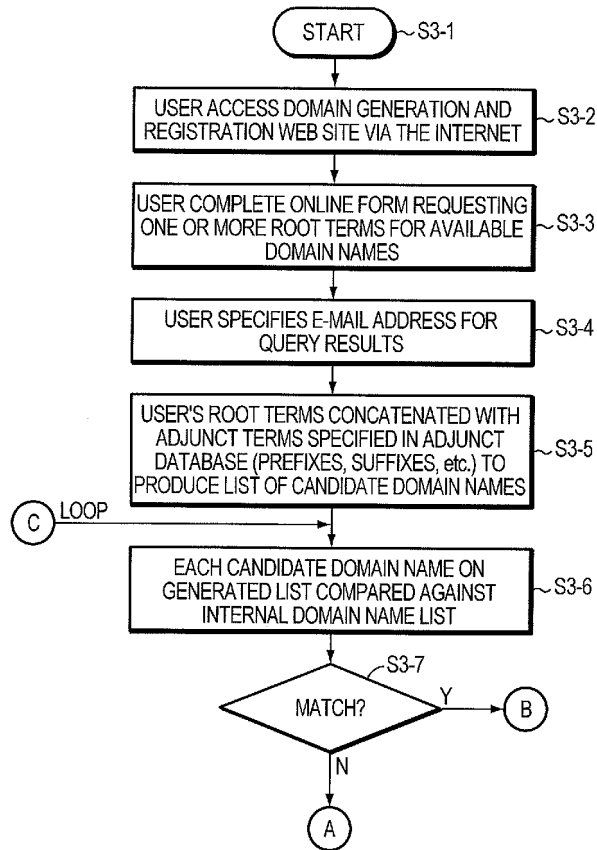 START
S3-1
USER ACCESS DOMAIN GENERATION AND
REGISTRATION WEB SITE VIA THE INTERNET
S3-2
USER COMPLETE ONLINE FORM REQUESTING
ONE OR MORE ROOT TERMS FOR AVAILABLE
DOMAIN NAMES
S3-3
USER SPECIFIES E-MAIL ADDRESS FOR
QUERY RESULTS
S3-4
USER'S ROOT TERMS CONCATENATED WITH
ADJUNCT TERMS SPECIFIED IN ADJUNCT
DATABASE (PREFIXES, SUFFIXES, etc.) TO
PRODUCE LIST OF CANDIDATE DOMAIN NAMES
S3-5
C
LOOP
EACH CANDIDATE DOMAIN NAME ON
GENERATED LIST COMPARED AGAINST
INTERNAL DOMAIN NAME LIST
S3-6
S3-7
MATCH?
Y
B
N
A